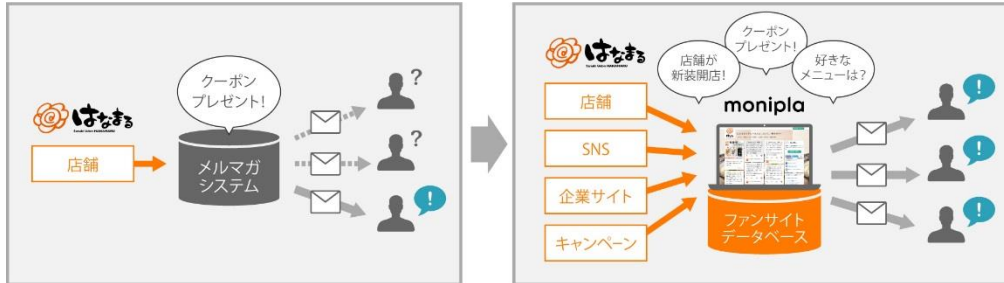 クーポン
プレゼント!
はなまる
店舗
メルマガ
システム
?
?
!
はなまる
店舗が
新装開店!
クーポン
プレゼント!
好きな
メニューは?
monipla
店舗
SNS
企業サイト
キャンペーン
ファンサイト
データベース
!
!
!